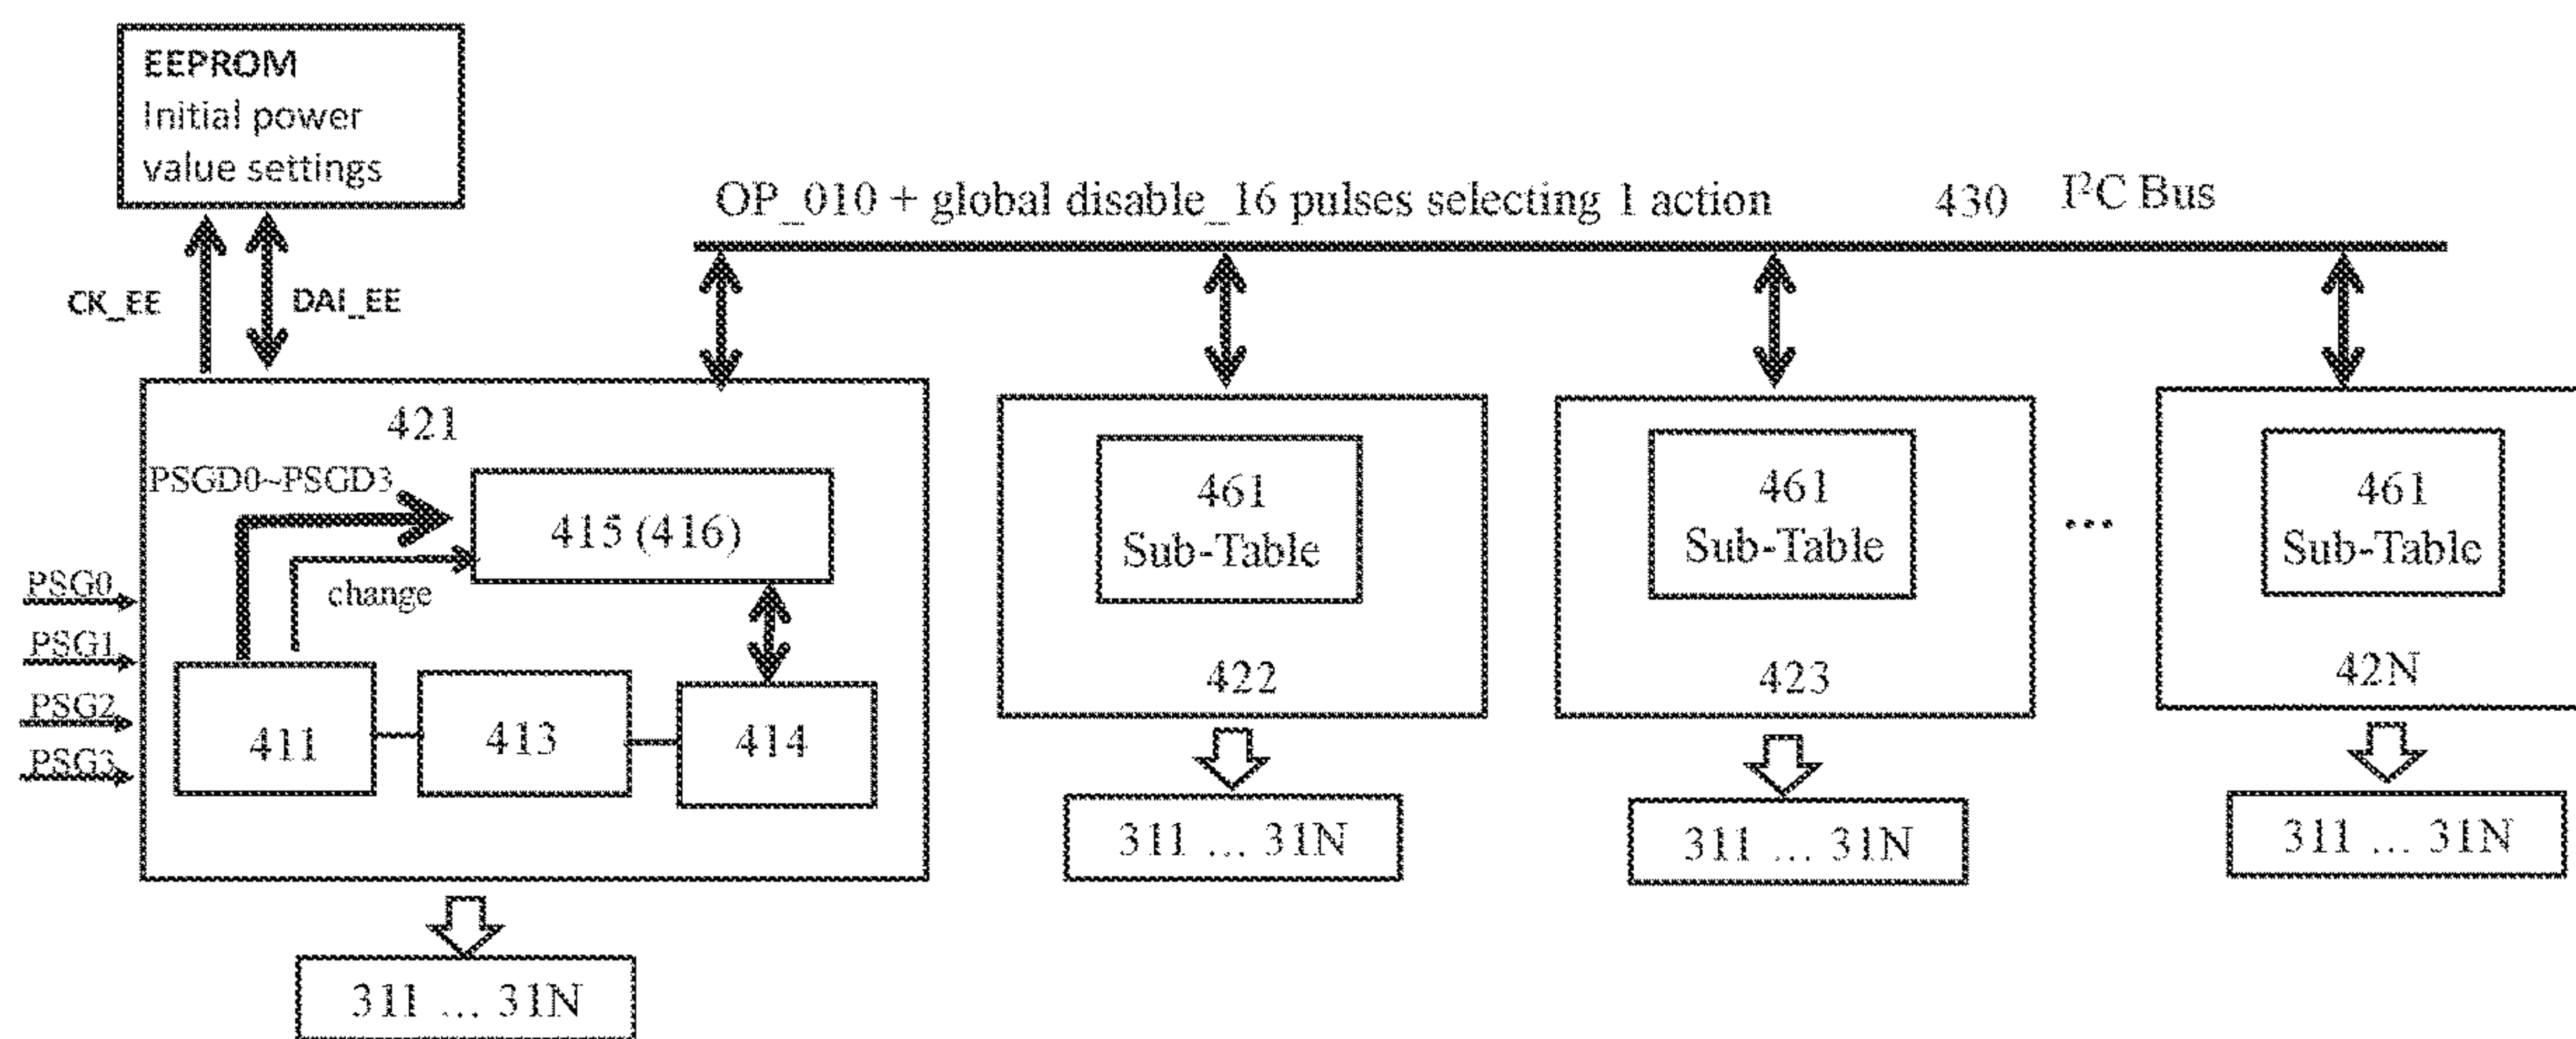 EEPROM
Initial power
value settings
OP_010 + global disable_16 pulses selecting 1 action
430
I²C Bus
CK_EE
DAI_EE
421
PSGD0~PSGD3
415 (416)
change
PSG0
PSG1
PSG2
PSG3
411
413
414
311 ... 31N
461
Sub-Table
422
311 ... 31N
461
Sub-Table
423
311 ... 31N
...
461
Sub-Table
42N
311 ... 31N